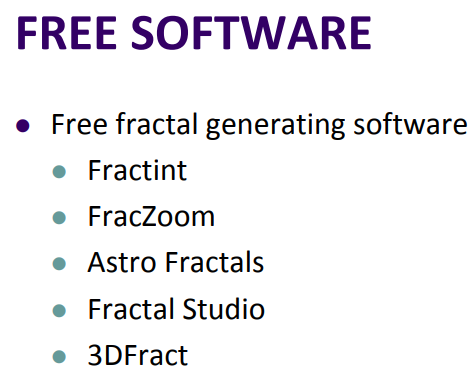 FREE SOFTWARE
● Free fractal generating software
● Fractint
● FracZoom
● Astro Fractals
● Fractal Studio
● 3DFract